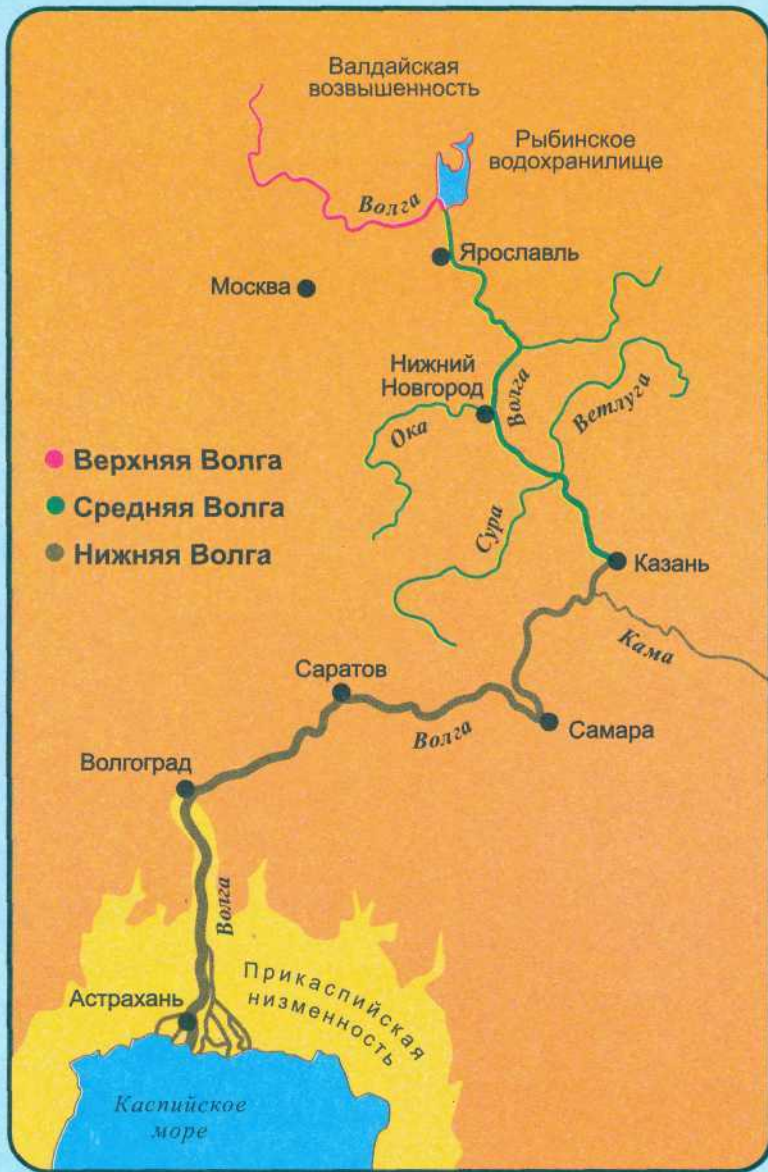 Валдайская
возвышенность
Рыбинское
водохранилище
Волга
Ярославль
Москва
Нижний
Новгород
Волга
Ветлуга
Ока
Верхняя Волга
Средняя Волга
Нижняя Волга
Сура
Казань
Кама
Саратов
Волга
Самара
Волгоград
Волга
Прикаспийская
низменность
Астрахань
Каспийское
море